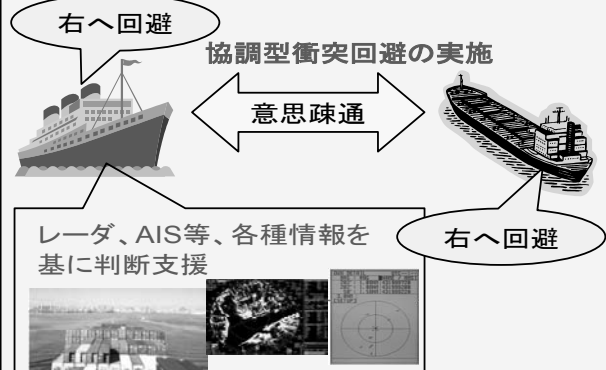 右へ回避
協調型衝突回避の実施
意思疎通
右へ回避
レーダ、AIS等、各種情報を
基に判断支援